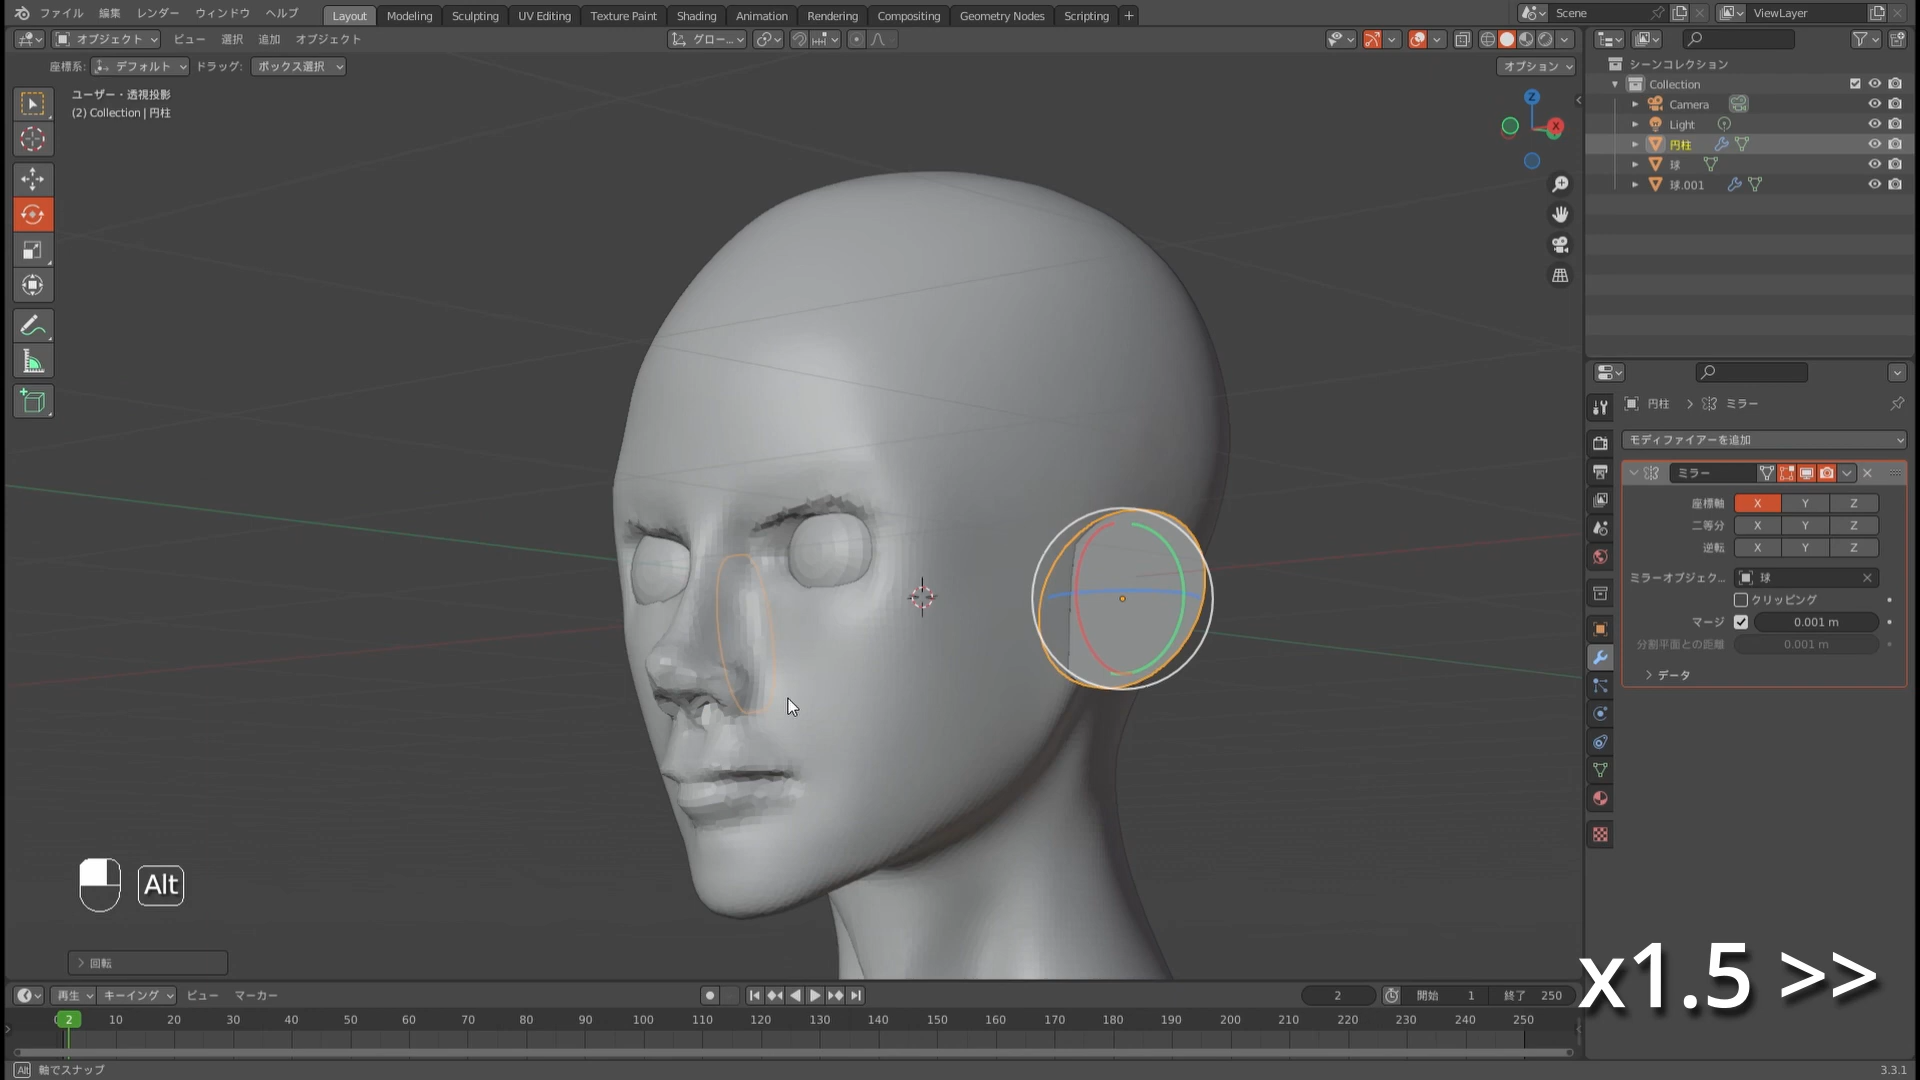 ファイル 編集 レンダー ウィンドウ ヘルプ Layout Modeling Sculpting UV Editing Texture Paint Shading Animation Rendering Compositing Geometry Nodes Scripting + Scene ViewLayer
オブジェクト ビュー 選択 追加 オブジェクト グロー...
座標系: デフォルト ドラッグ: ボックス選択 オプション
ユーザー・透視投影
(2) Collection | 円柱
Z
X
シーンコレクション
Collection
Camera
Light
円柱
球
球.001
円柱 ミラー
モディファイアーを追加
ミラー
座標軸 X Y Z
二等分 X Y Z
逆転 X Y Z
ミラーオブジェク... 球
クリッピング
マージ 0.001 m
分割平面との距離 0.001 m
データ
Alt
回転
x1.5 >>
再生 キーイング ビュー マーカー 2 開始 1 終了 250
0 2 10 20 30 40 50 60 70 80 90 100 110 120 130 140 150 160 170 180 190 200 210 220 230 240 250
Alt 軸でスナップ 3.3.1